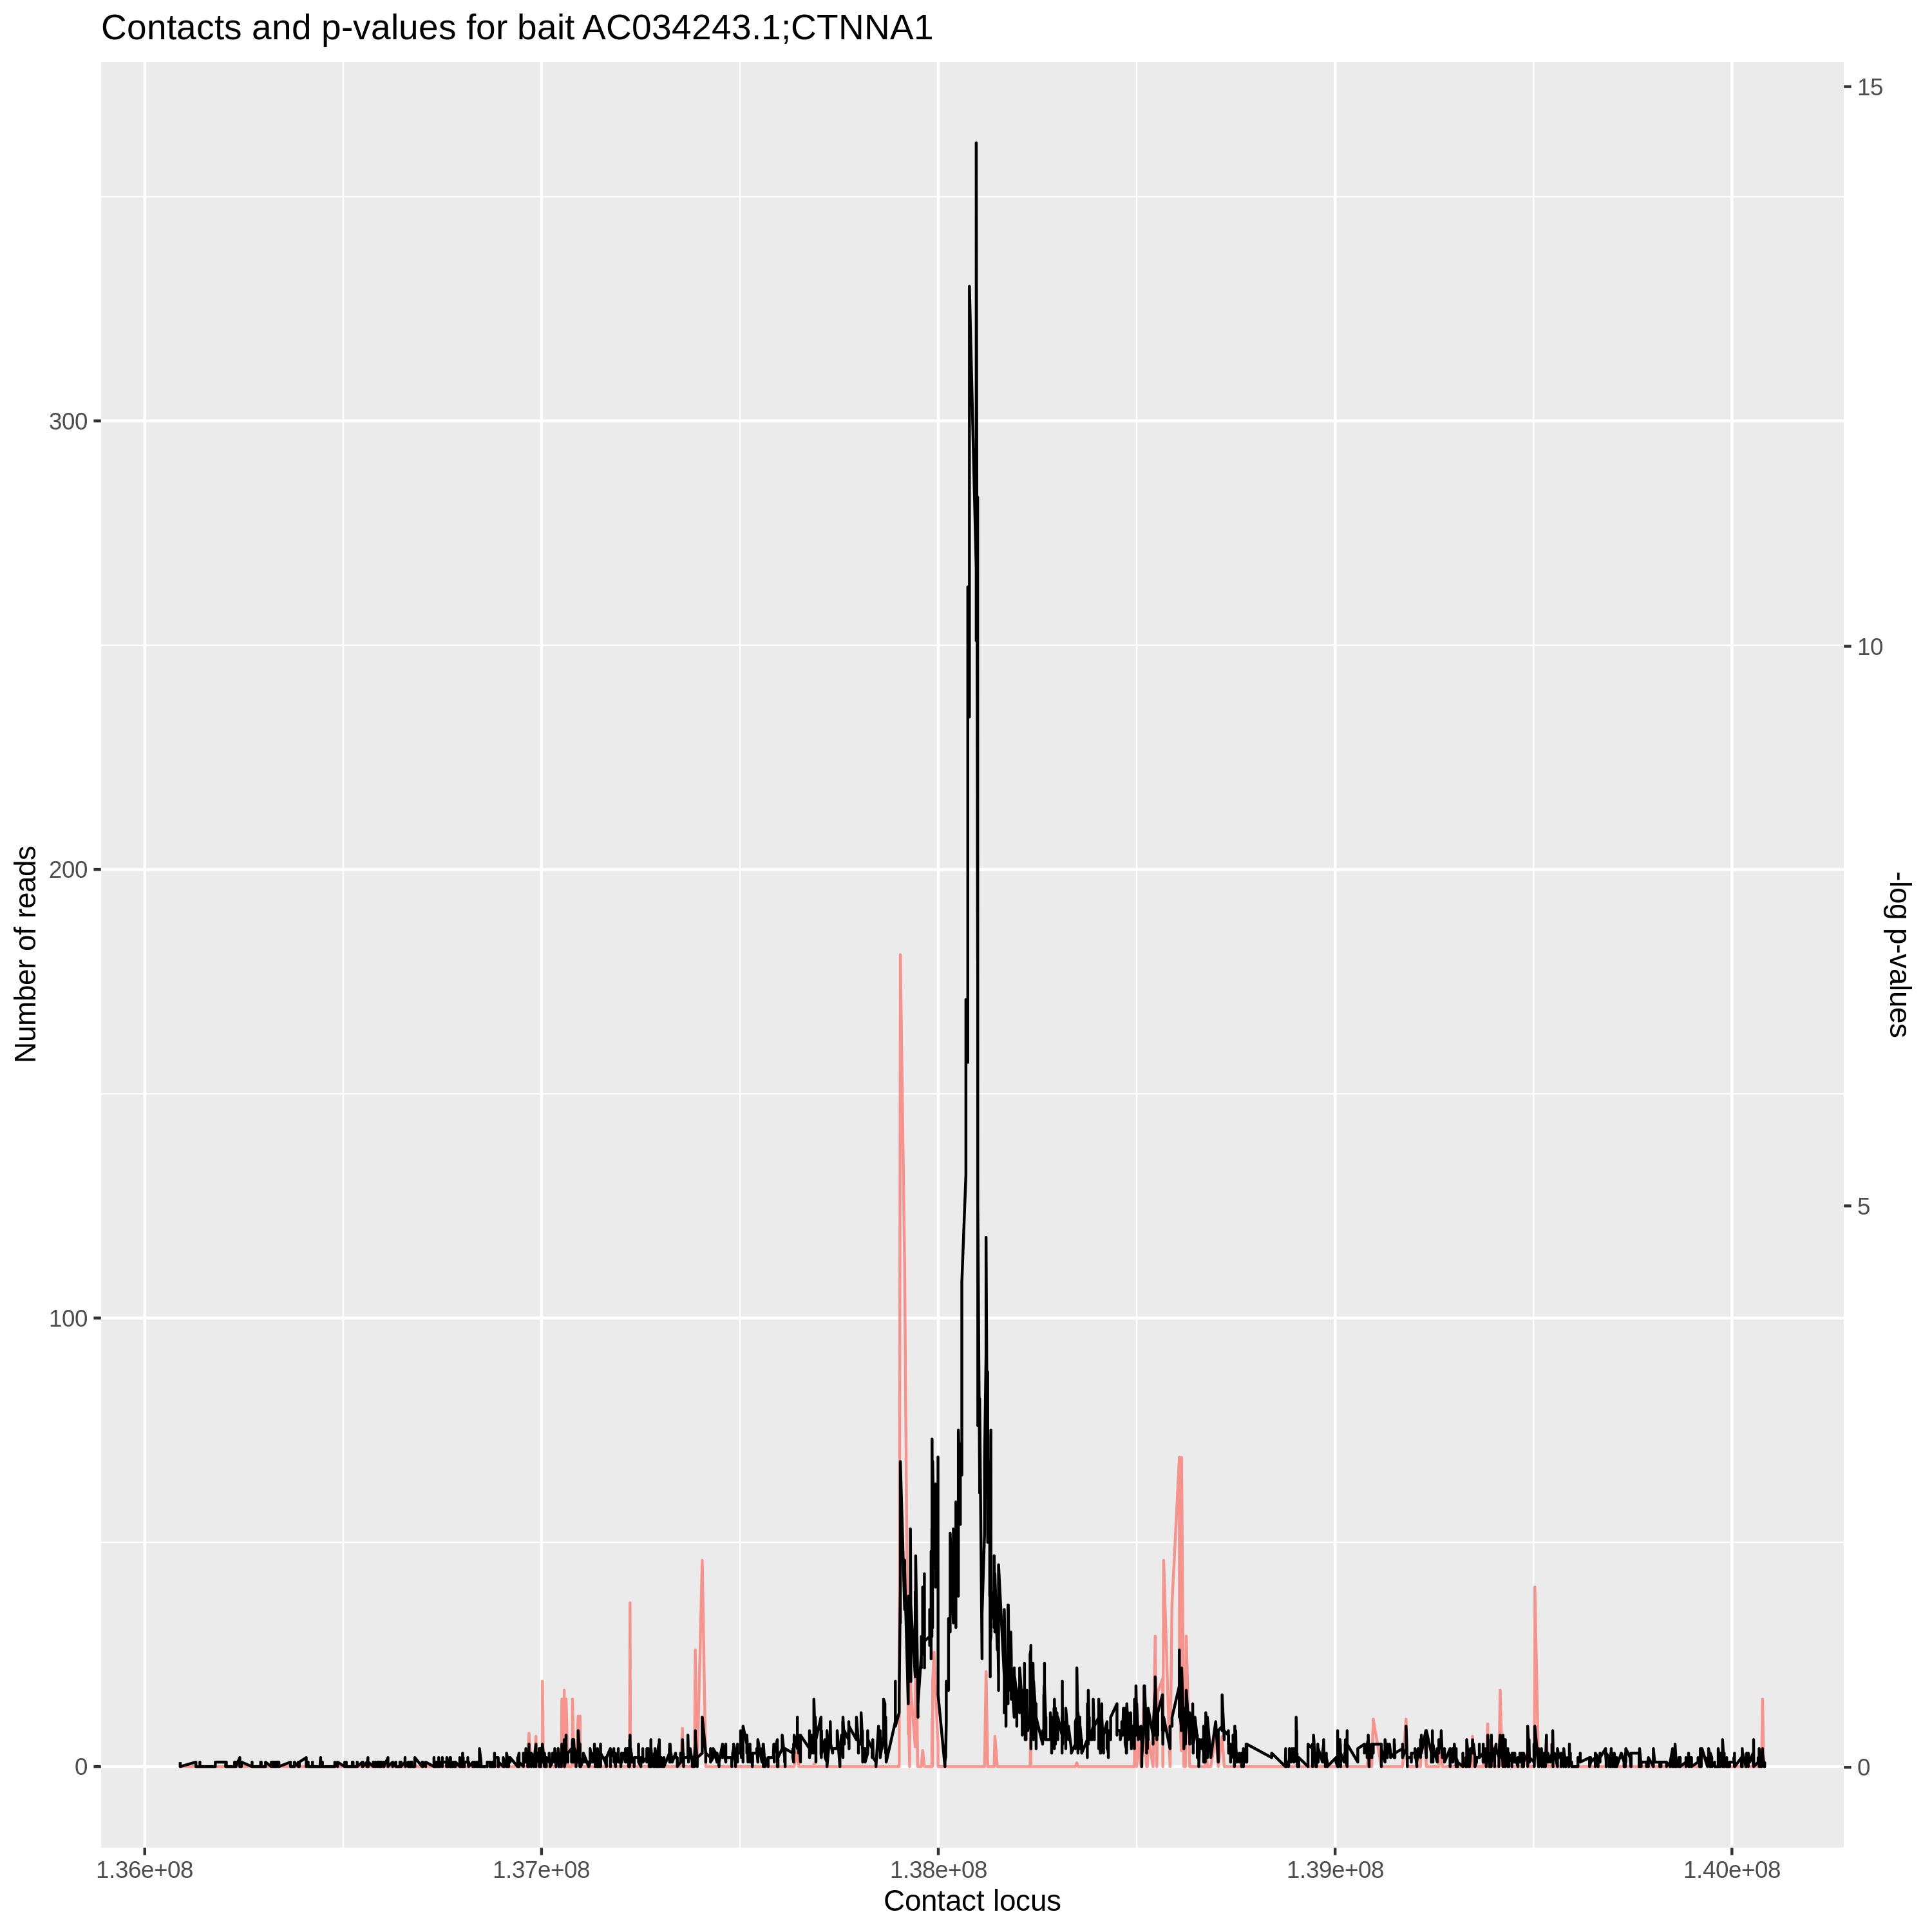 Contacts and p-values for bait AC034243.1;CTNNA1
15
300
10
200
Number of reads
-log p-values
5
100
0
0
1.36e+08
1.37e+08
1.38e+08
1.39e+08
1.40e+08
Contact locus